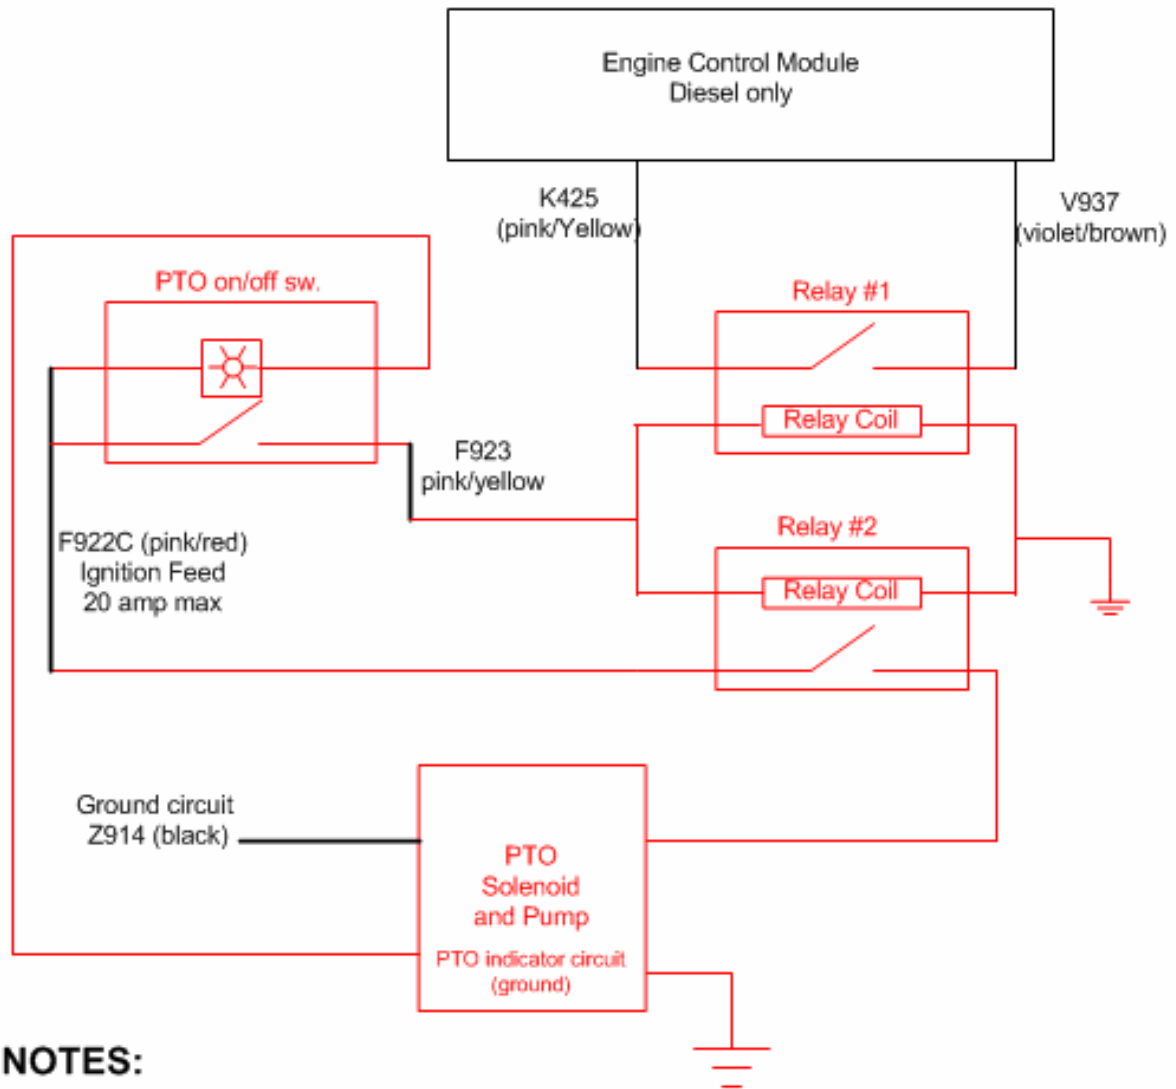 Engine Control Module
Diesel only
K425
(pink/Yellow)
V937
(violet/brown)
PTO on/off sw.
Relay #1
Relay Coil
F923
pink/yellow
Relay #2
F922C (pink/red)
Ignition Feed
20 amp max
Relay Coil
Ground circuit
Z914 (black)
PTO
Solenoid
and Pump
PTO indicator circuit
(ground)
NOTES: